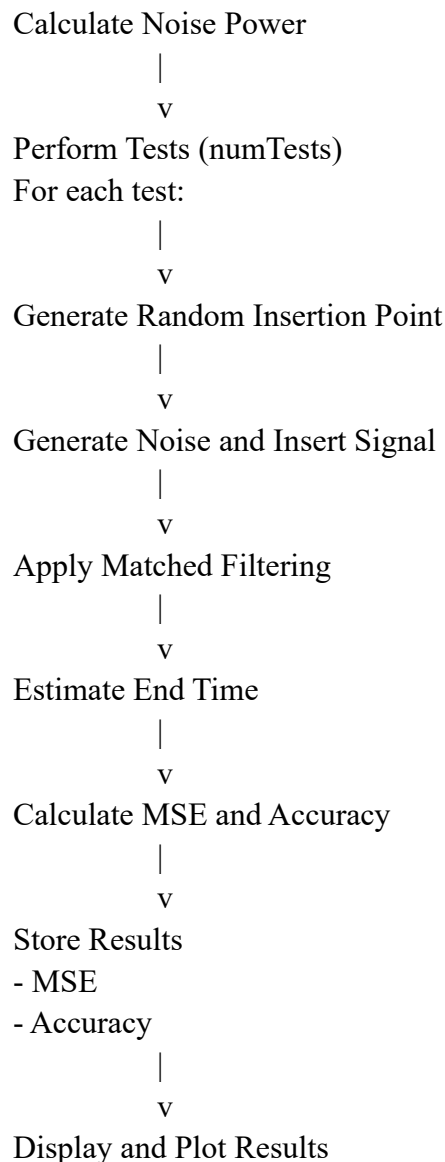 Calculate Noise Power
|
v
Perform Tests (numTests)
For each test:
|
v
Generate Random Insertion Point
|
v
Generate Noise and Insert Signal
|
v
Apply Matched Filtering
|
v
Estimate End Time
|
v
Calculate MSE and Accuracy
|
v
Store Results
- MSE
- Accuracy
|
v
Display and Plot Results